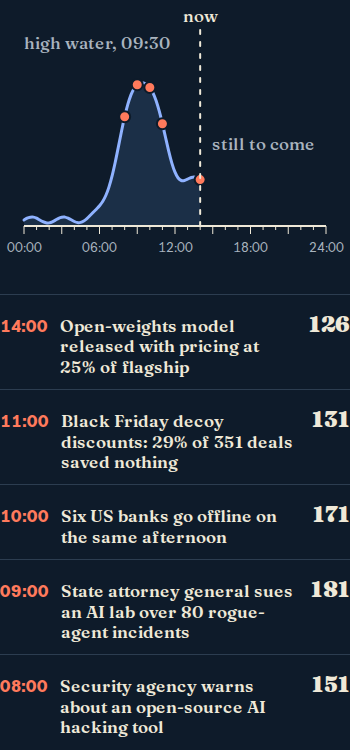 now
high water, 09:30
still to come
00:00 06:00 12:00 18:00 24:00
14:00 Open-weights model 126
released with pricing at
25% of flagship
11:00 Black Friday decoy 131
discounts: 29% of 351 deals
saved nothing
10:00 Six US banks go offline on 171
the same afternoon
09:00 State attorney general sues 181
an AI lab over 80 rogue-
agent incidents
08:00 Security agency warns 151
about an open-source AI
hacking tool